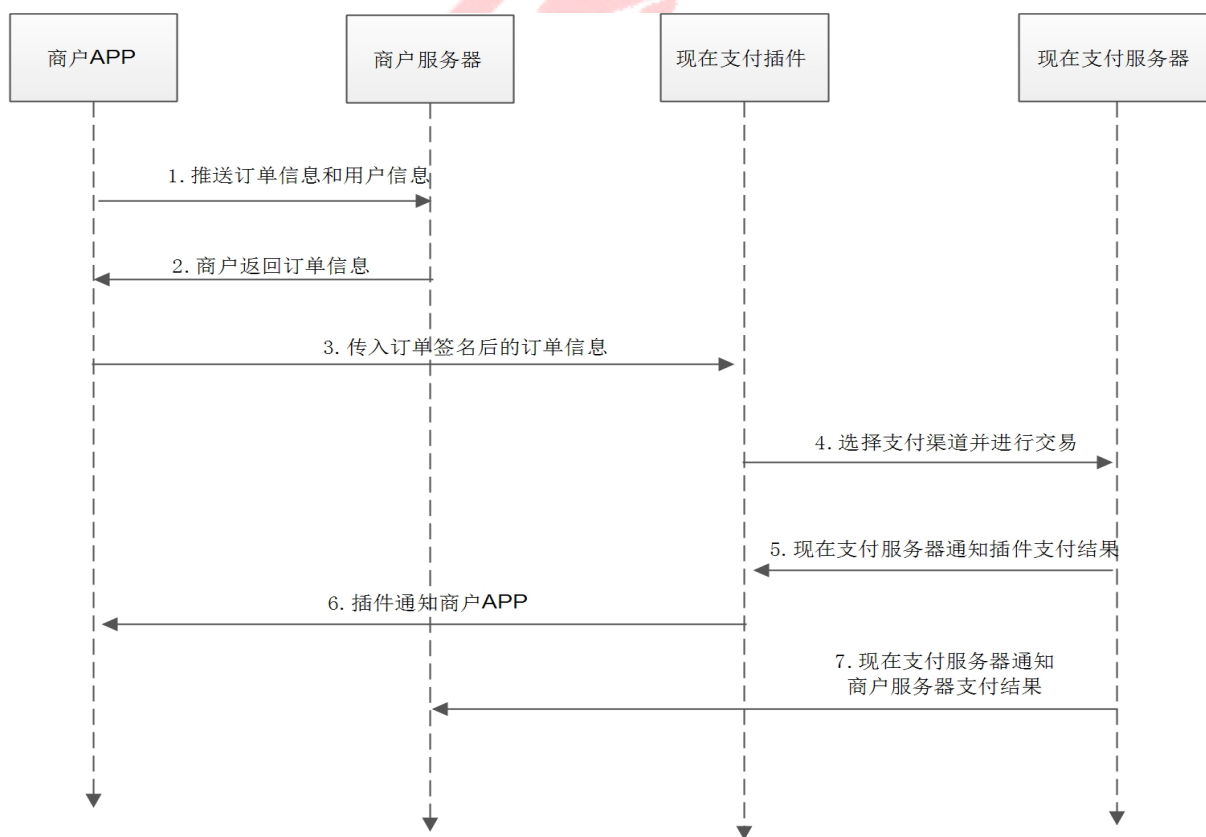 商户APP
商户服务器
现在支付插件
现在支付服务器
1.推送订单信息和用户信息
2.商户返回订单信息
3.传入订单签名后的订单信息
4.选择支付渠道并进行交易
5.现在支付服务器通知插件支付结果
6.插件通知商户APP
7.现在支付服务器通知
商户服务器支付结果